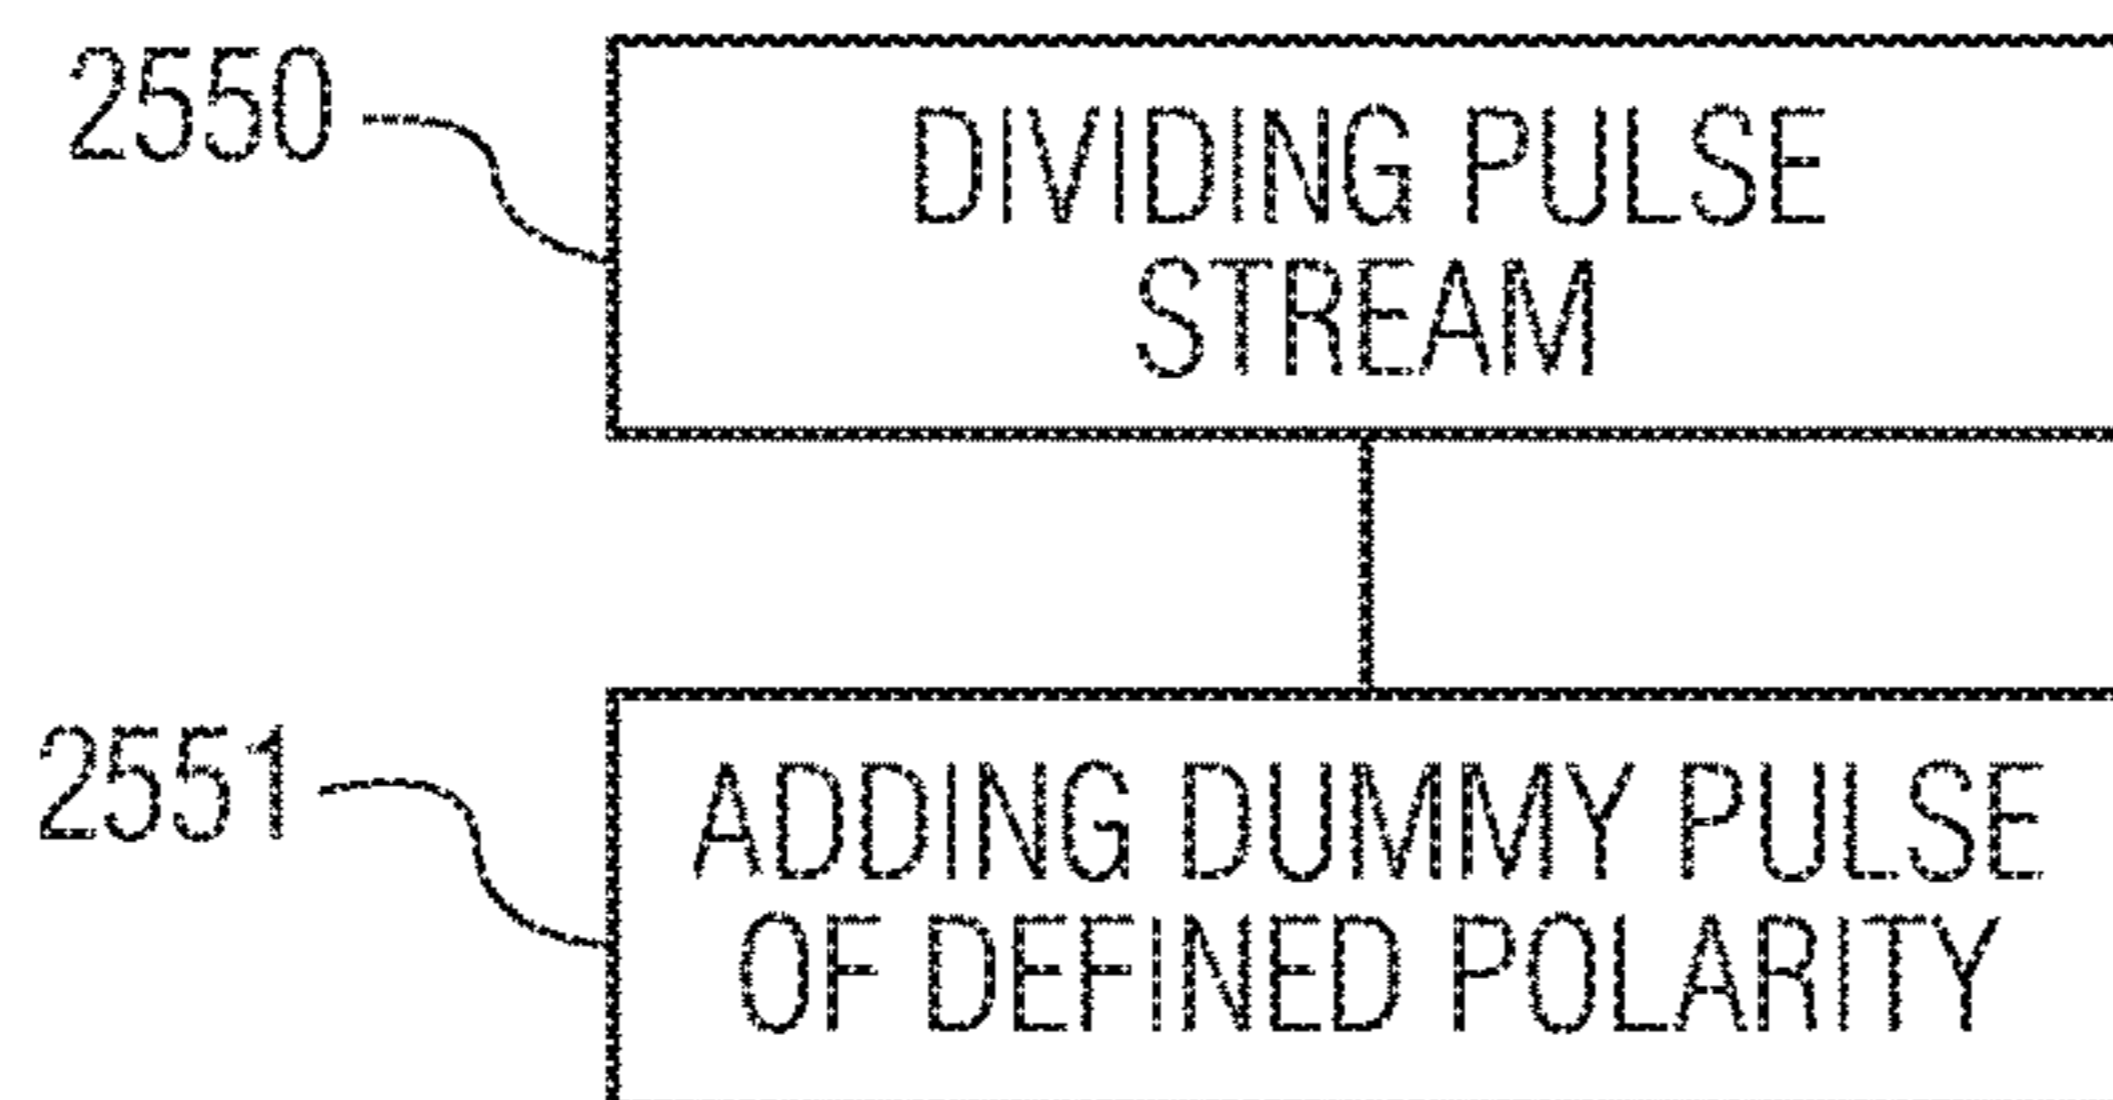 2550
DIVIDING PULSE
STREAM
2551
ADDING DUMMY PULSE
OF DEFINED POLARITY